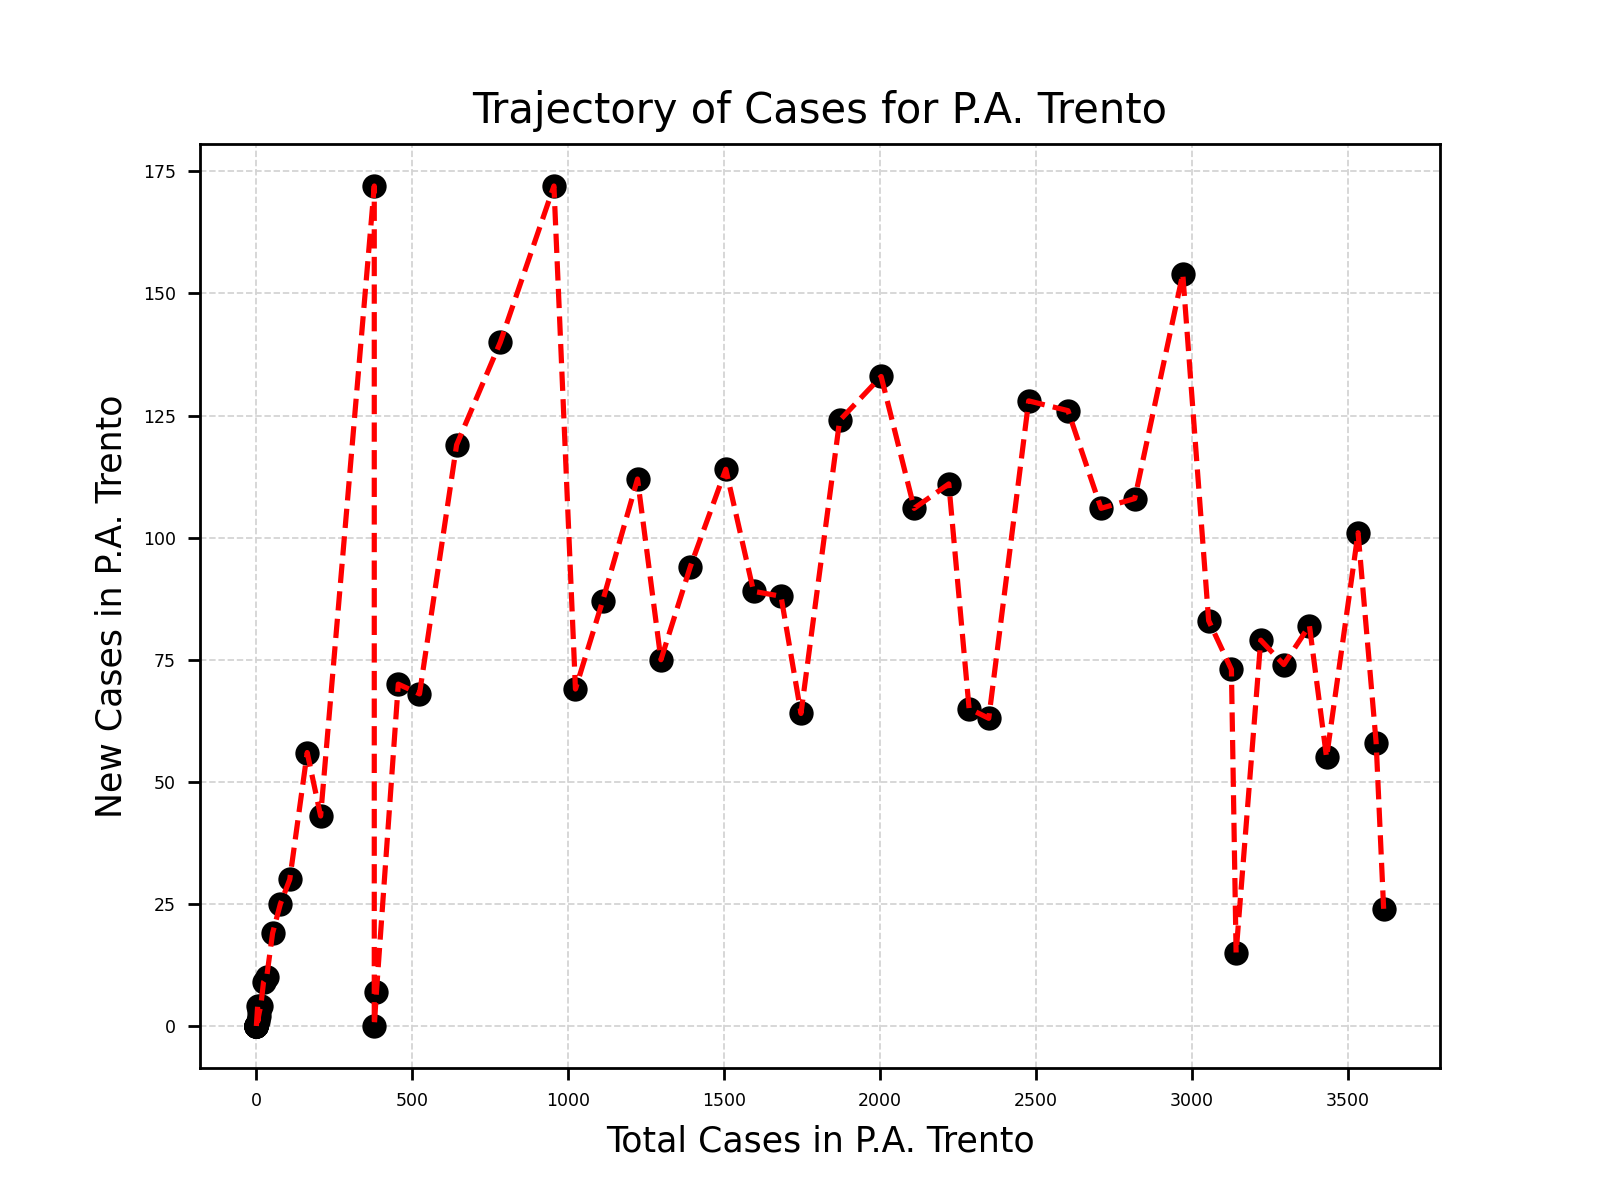 Trajectory of Cases for P.A. Trento
New Cases in P.A. Trento
175
150
125
100
75
50
25
0
0 500 1000 1500 2000 2500 3000 3500
Total Cases in P.A. Trento